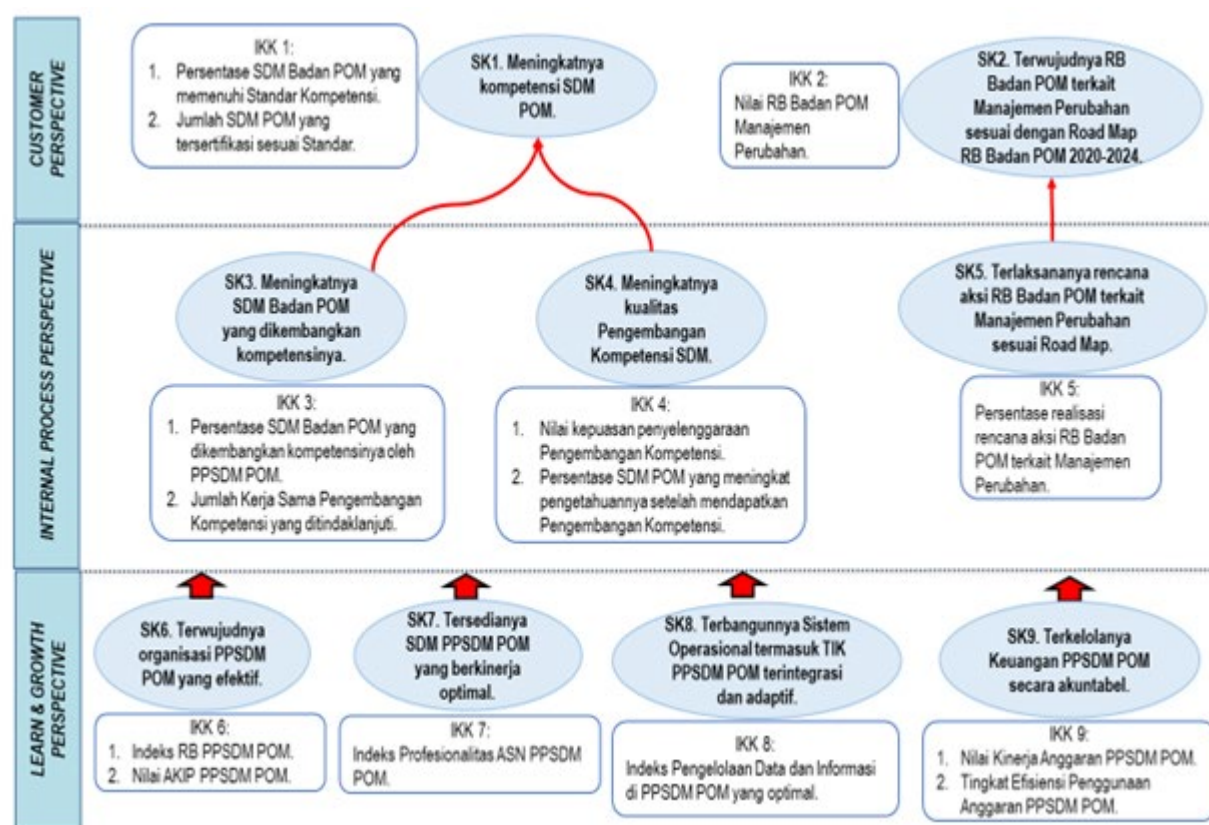 CUSTOMER
PERSPECTIVE
IKK 1:
1. Persentase SDM Badan POM yang
memenuhi Standar Kompetensi.
2. Jumlah SDM POM yang
tersertifikasi sesuai Standar.
SK1. Meningkatnya
kompetensi SDM
POM.
IKK 2:
Nilai RB Badan POM
Manajemen
Perubahan.
SK2. Terwujudnya RB
Badan POM terkait
Manajemen Perubahan
sesuai dengan Road Map
RB Badan POM 2020-2024.
INTERNAL PROCESS PERSPECTIVE
SK3. Meningkatnya
SDM Badan POM
yang dikembangkan
kompetensinya.
IKK 3:
1. Persentase SDM Badan POM yang
dikembangkan kompetensinya oleh
PPSDM POM.
2. Jumlah Kerja Sama Pengembangan
Kompetensi yang ditindaklanjuti.
SK4. Meningkatnya
kualitas
Pengembangan
Kompetensi SDM.
IKK 4:
1. Nilai kepuasan penyelenggaraan
Pengembangan Kompetensi.
2. Persentase SDM POM yang meningkat
pengetahuannya setelah mendapatkan
Pengembangan Kompetensi.
SK5. Terlaksananya rencana
aksi RB Badan POM terkait
Manajemen Perubahan
sesuai Road Map.
IKK 5:
Persentase realisasi
rencana aksi RB Badan
POM terkait Manajemen
Perubahan.
LEARN & GROWTH
PERSPECTIVE
SK6. Terwujudnya
organisasi PPSDM
POM yang efektif.
IKK 6:
1. Indeks RB PPSDM POM.
2. Nilai AKIP PPSDM POM.
SK7. Tersedianya
SDM PPSDM POM
yang berkinerja
optimal.
IKK 7:
Indeks Profesionalitas ASN PPSDM
POM.
SK8. Terbangunnya Sistem
Operasional termasuk TIK
PPSDM POM terintegrasi
dan adaptif.
IKK 8:
Indeks Pengelolaan Data dan Informasi
di PPSDM POM yang optimal.
SK9. Terkelolanya
Keuangan PPSDM POM
secara akuntabel.
IKK 9:
1. Nilai Kinerja Anggaran PPSDM POM.
2. Tingkat Efisiensi Penggunaan
Anggaran PPSDM POM.